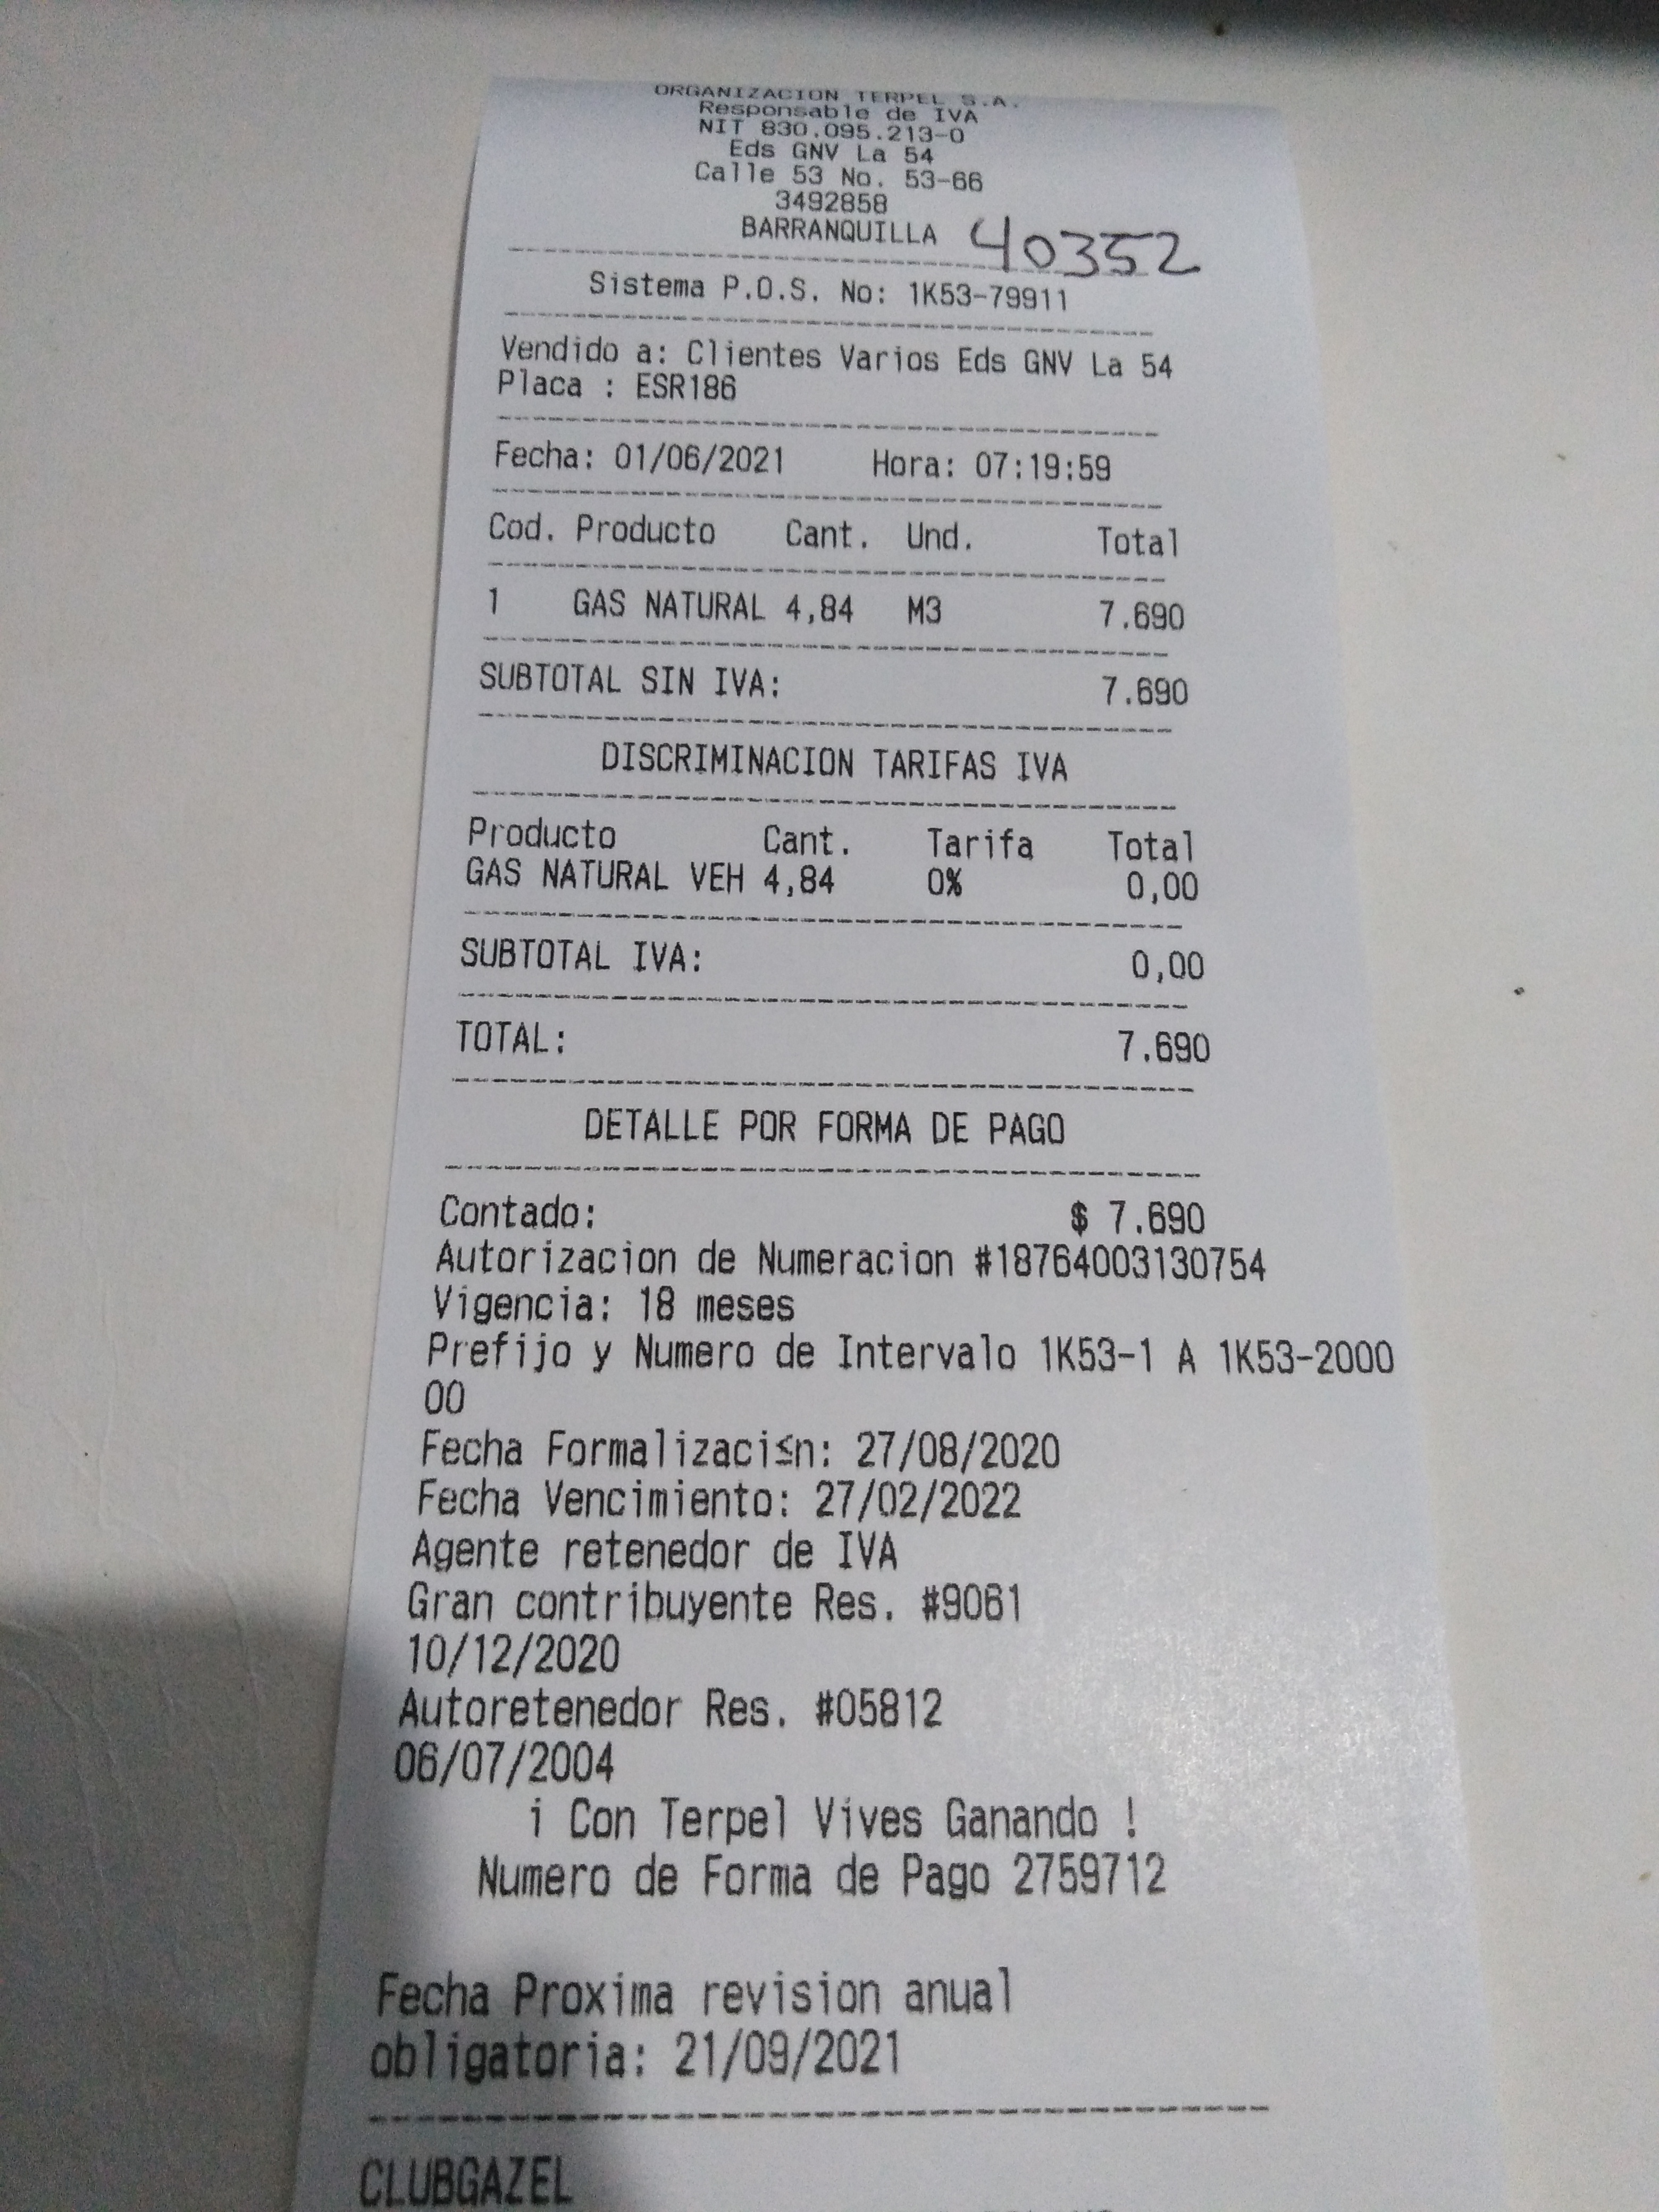 ORGANIZACION TERPEL S.A.
Responsable de IVA
NIT 830.095.213-0
Eds GNV La 54
Calle 53 No. 53-66
3492858
BARRANQUILLA 40352
Sistema P.O.S. No: 1K53-79911
Vendido a: Clientes Varios Eds GNV La 54
Placa : ESR186
Fecha: 01/06/2021 Hora: 07:19:59
Cod. Producto Cant. Und. Total
1 GAS NATURAL 4,84 M3 7.690
SUBTOTAL SIN IVA: 7.690
DISCRIMINACION TARIFAS IVA
Producto Cant. Tarifa Total
GAS NATURAL VEH 4,84 0% 0,00
SUBTOTAL IVA: 0,00
TOTAL: 7.690
DETALLE POR FORMA DE PAGO
Contado: $ 7.690
Autorizacion de Numeracion #18764003130754
Vigencia: 18 meses
Prefijo y Numero de Intervalo 1K53-1 A 1K53-2000
00
Fecha Formalizaci≤n: 27/08/2020
Fecha Vencimiento: 27/02/2022
Agente retenedor de IVA
Gran contribuyente Res. #9061
10/12/2020
Autoretenedor Res. #05812
06/07/2004
¡ Con Terpel Vives Ganando !
Numero de Forma de Pago 2759712
Fecha Proxima revision anual
obligatoria: 21/09/2021
CLUBGAZEL